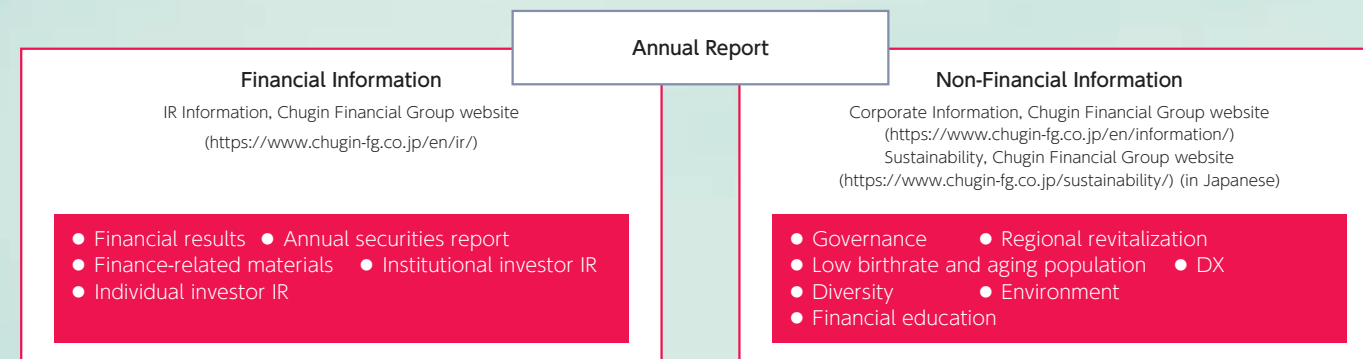 Annual Report
Financial Information
IR Information, Chugin Financial Group website
(https://www.chugin-fg.co.jp/en/ir/)
● Financial results ● Annual securities report
● Finance-related materials ● Institutional investor IR
● Individual investor IR
Non-Financial Information
Corporate Information, Chugin Financial Group website
(https://www.chugin-fg.co.jp/en/information/)
Sustainability, Chugin Financial Group website
(https://www.chugin-fg.co.jp/sustainability/) (in Japanese)
● Governance ● Regional revitalization
● Low birthrate and aging population ● DX
● Diversity ● Environment
● Financial education